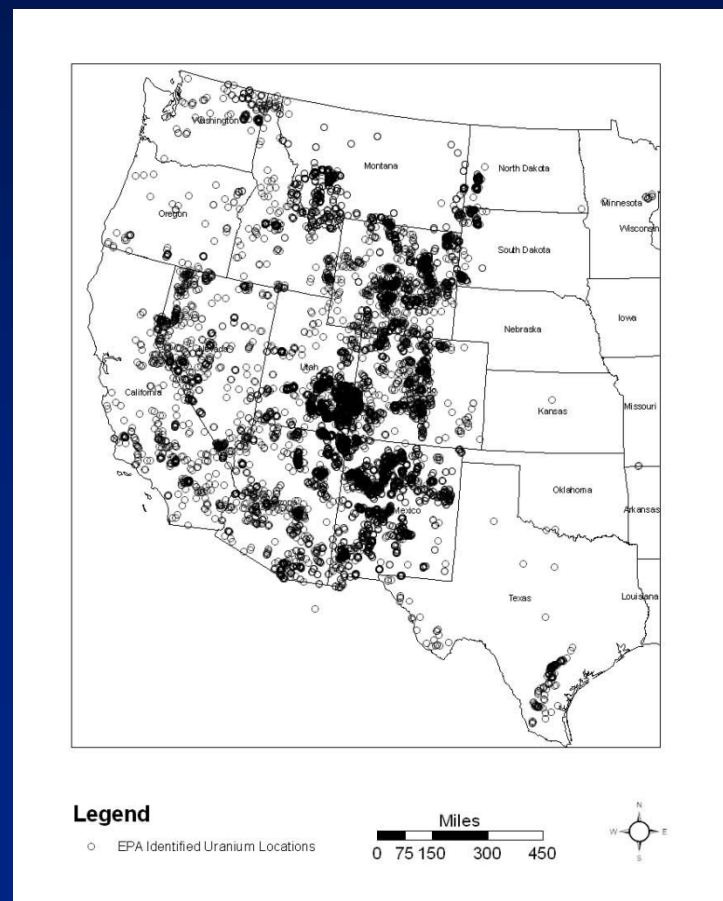 Washington
Montana
North Dakota
Minnesota
Oregon
Wisconsin
South Dakota
Iowa
Nebraska
Nevada
Utah
California
Kansas
Missouri
Oklahoma
Mexico
Arkansas
Texas
Louisiana
Legend
EPA Identified Uranium Locations
Miles
0 75 150 300 450
N
W E
S